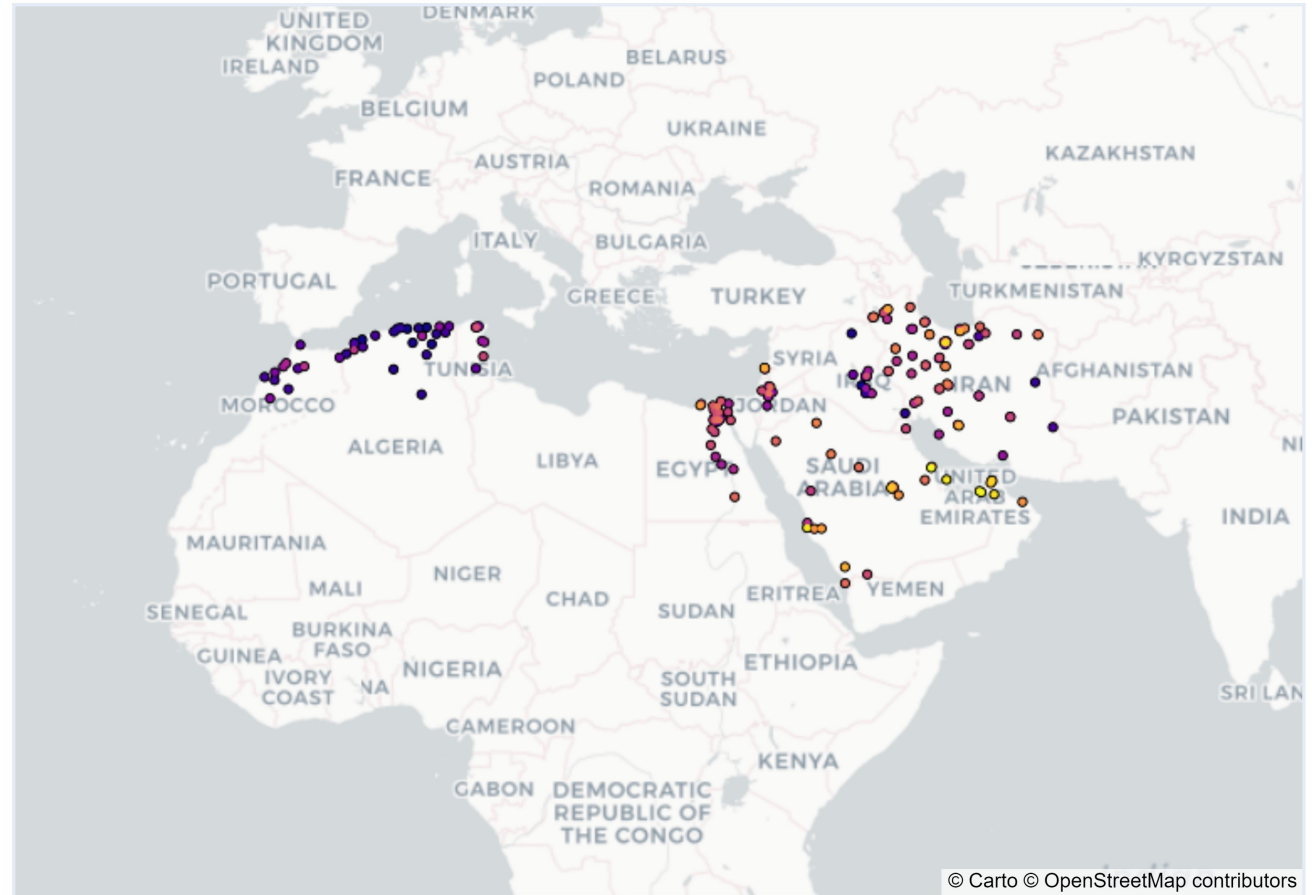 DENMARK
UNITED
KINGDOM
IRELAND
BELARUS
POLAND
BELGIUM
UKRAINE
AUSTRIA
KAZAKHSTAN
FRANCE
ROMANIA
ITALY
BULGARIA
KYRGYZSTAN
PORTUGAL
GREECE
TURKEY
TURKMENISTAN
SYRIA
TUNISIA
AFGHANISTAN
IRAQ
IRAN
MOROCCO
JORDAN
PAKISTAN
ALGERIA
LIBYA
EGYPT
SAUDI
ARABIA
UNITED
ARAB
EMIRATES
INDIA
MAURITANIA
NIGER
MALI
CHAD
ERITREA
YEMEN
SENEGAL
SUDAN
BURKINA
FASO
GUINEA
NIGERIA
ETHIOPIA
IVORY
COAST
NA
SOUTH
SUDAN
SRI LAN
CAMEROON
KENYA
GABON
DEMOCRATIC
REPUBLIC OF
THE CONGO
© Carto © OpenStreetMap contributors